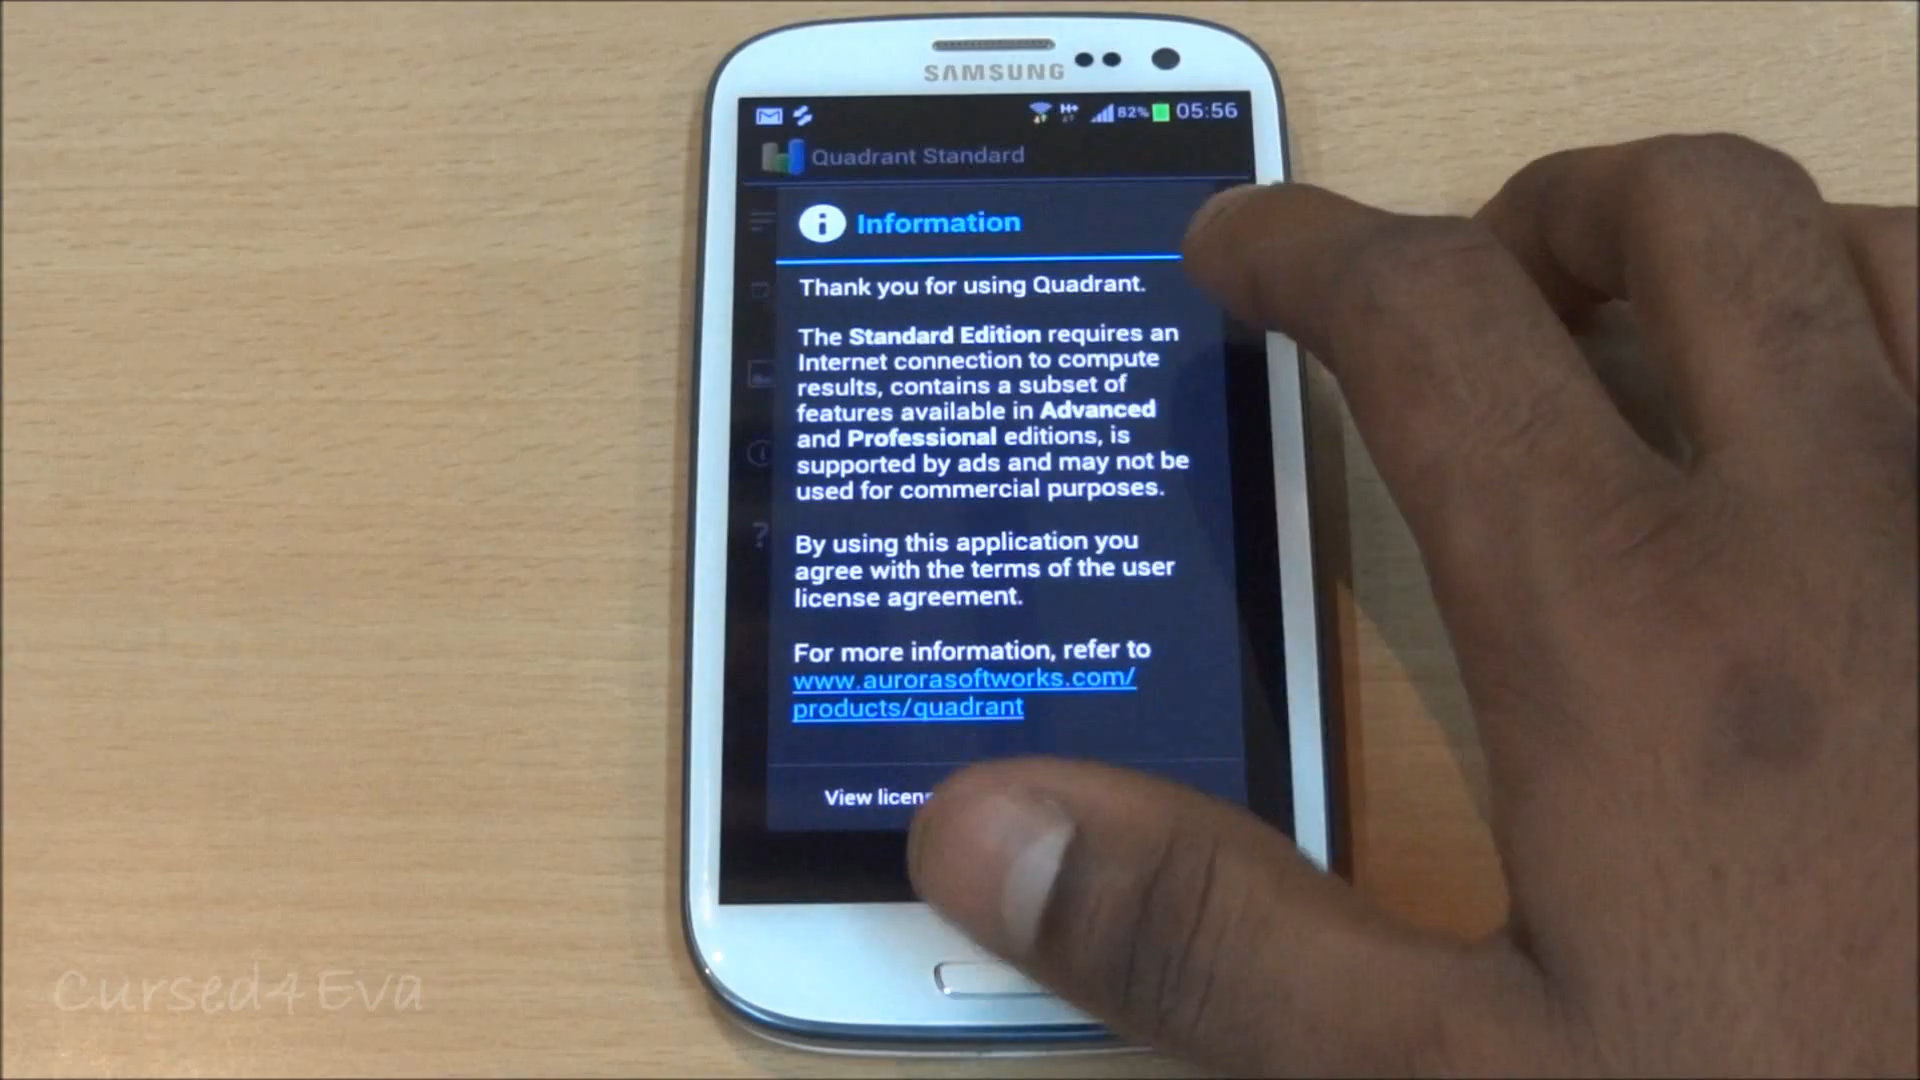 SAMSUNG
H+
82%
05:56
Quadrant Standard
Information
Thank you for using Quadrant.
The Standard Edition requires an
Internet connection to compute
results, contains a subset of
features available in Advanced
and Professional editions, is
supported by ads and may not be
used for commercial purposes.
By using this application you
agree with the terms of the user
license agreement.
For more information, refer to
www.aurorasoftworks.com/
products/quadrant
View
Cursed4Eva